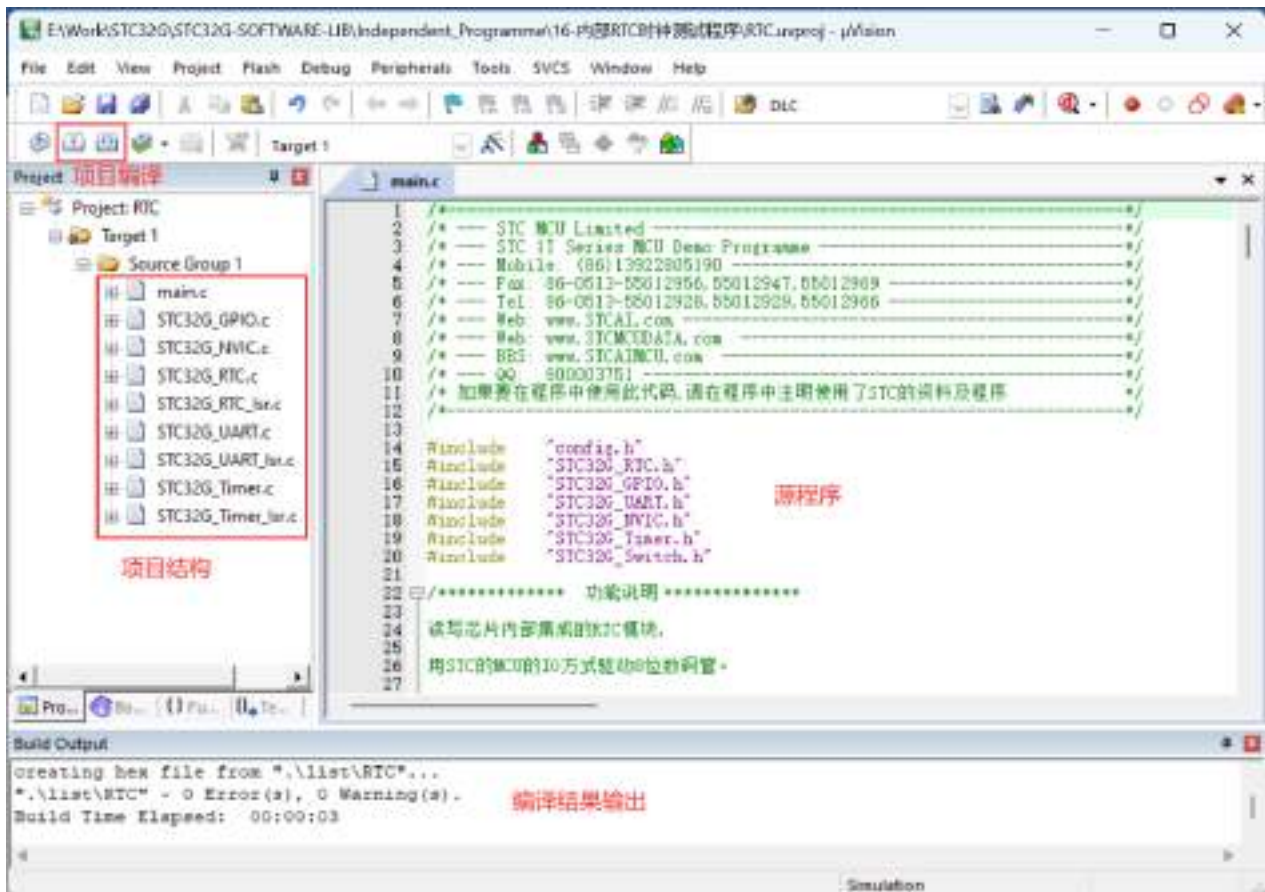 E:\Work\STC32G\STC32G-SOFTWARE-LIB\Independent_Programme\16-内部RTC时钟测试程序\RTC.uvproj - µVision
File Edit View Project Flash Debug Peripherals Tools SVCS Window Help
DLC
Target 1
Project 项目编译
main.c
Project: RTC
Target 1
Source Group 1
main.c
STC32G_GPIO.c
STC32G_NVIC.c
STC32G_RTC.c
STC32G_RTC_Isr.c
STC32G_UART.c
STC32G_UART_Isr.c
STC32G_Timer.c
STC32G_Timer_Isr.c
项目结构
1 /*---------------------------------------------------------------------*/
2 /* --- STC MCU Limited ------------------------------------------------*/
3 /* --- STC 1T Series MCU Demo Programme -------------------------------*/
4 /* --- Mobile: (86)13922805190 ----------------------------------------*/
5 /* --- Fax: 86-0513-55012956,55012947,55012969 ------------------------*/
6 /* --- Tel: 86-0513-55012928,55012929,55012966 ------------------------*/
7 /* --- Web: www.STCAI.com ---------------------------------------------*/
8 /* --- Web: www.STCMCUDATA.com ---------------------------------------*/
9 /* --- BBS: www.STCAIMCU.com -----------------------------------------*/
10 /* --- QQ: 800003751 -------------------------------------------------*/
11 /* 如果要在程序中使用此代码,请在程序中注明使用了STC的资料及程序 */
12 /*---------------------------------------------------------------------*/
13
14 #include "config.h"
15 #include "STC32G_RTC.h"
16 #include "STC32G_GPIO.h"
17 #include "STC32G_UART.h"
18 #include "STC32G_NVIC.h"
19 #include "STC32G_Timer.h"
20 #include "STC32G_Switch.h"
源程序
21
22 /************* 功能说明 **************
23
24 读写芯片内部集成的RTC模块.
25
26 用STC的MCU的IO方式驱动8位数码管。
27
Pro... Bo... {} Fu... Te...
Build Output
creating hex file from ".\list\RTC"...
".\list\RTC" - 0 Error(s), 0 Warning(s).
Build Time Elapsed: 00:00:03
编译结果输出
Simulation